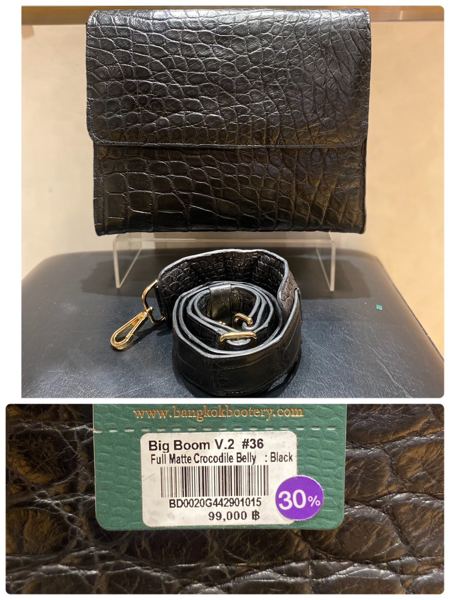 www.bangkokbootery.com
Big Boom V.2 #36
Full Matte Crocodile Belly : Black
BD0020G442901015
99,000 ฿
30%